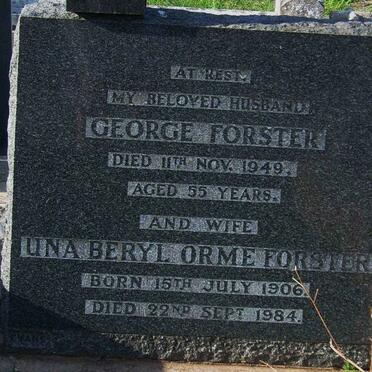 AT REST.
MY BELOVED HUSBAND
GEORGE FORSTER
DIED 11TH NOV. 1949.
AGED 55 YEARS.
AND WIFE
UNA BERYL ORME FORSTER
BORN 15TH JULY 1906.
DIED 22ND SEPT 1984.
EVANS